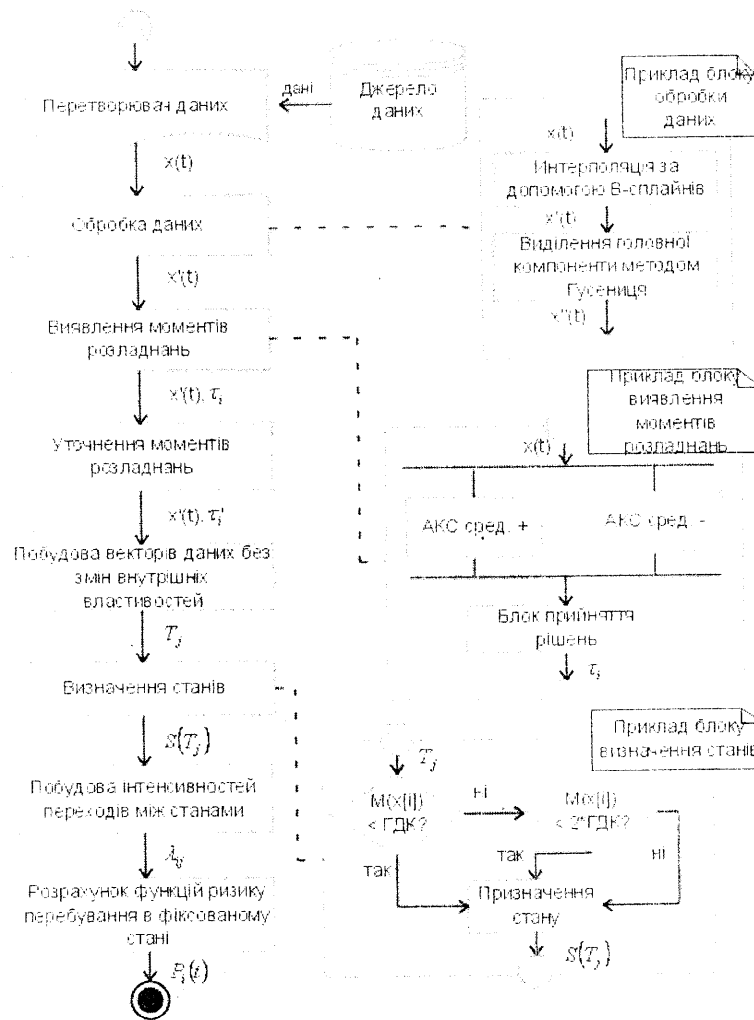 дані
Джерело
даних
Перетворювач даних
x(t)
Обробка даних
x'(t)
Виявлення моментів
розладнань
x'(t), τᵢ
Уточнення моментів
розладнань
x'(t), τᵢ'
Побудова векторів даних без
змін внутрішніх
властивостей
Tⱼ
Визначення станів
S(Tⱼ)
Побудова інтенсивностей
переходів між станами
λᵢⱼ
Розрахунок функцій ризику
перебування в фіксованому
стані
Pᵢ(t)
Приклад блоку
обробки
даних
x(t)
Интерполяція за
допомогою В-сплайнів
x'(t)
Виділення головної
компоненти методом
Гусениця
x''(t)
Приклад блоку
виявлення
моментів
розладнань
x(t)
АКС сред. +
АКС сред. -
Блок прийняття
рішень
τᵢ
Приклад блоку
визначення станів
Tⱼ
M(x[i])
< ГДК?
ні
M(x[i])
< 2*ГДК?
так
так
ні
Призначення
стану
S(Tⱼ)